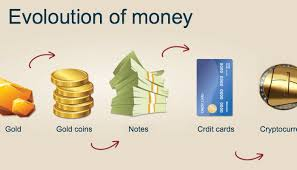 Evoloution of money
Gold
Gold coins
Notes
Crdit cards
Cryptocurre